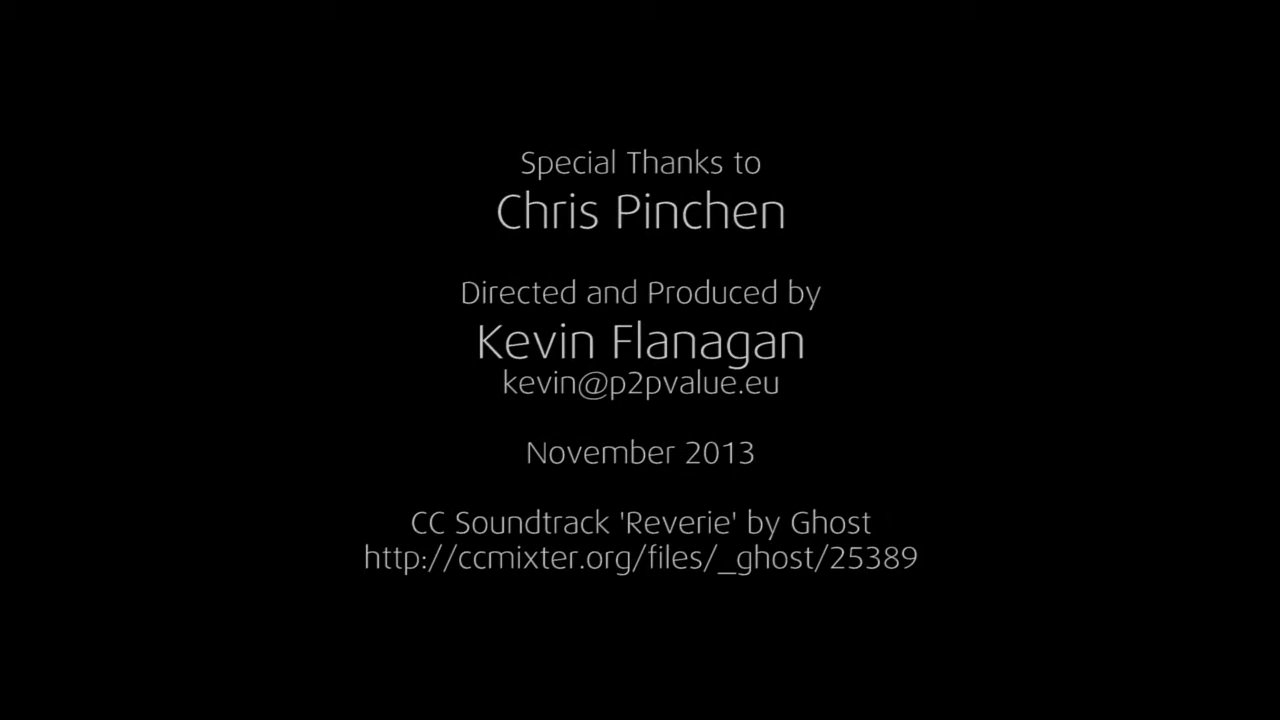 Special Thanks to
Chris Pinchen
Directed and Produced by
Kevin Flanagan
kevin@p2pvalue.eu
November 2013
CC Soundtrack 'Reverie' by Ghost
http://ccmixter.org/files/_ghost/25389